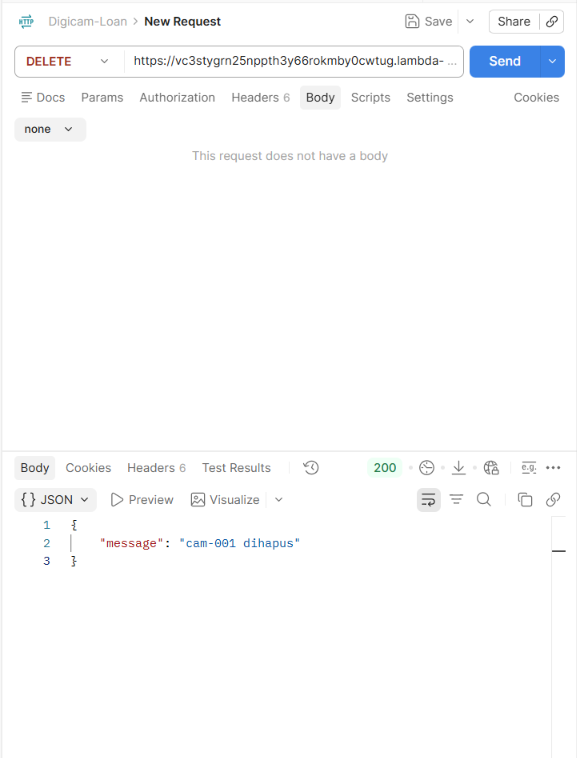 HTTP Digicam-Loan > New Request Save Share
DELETE https://vc3stygrn25nppth3y66rokmby0cwtug.lambda- ... Send
Docs Params Authorization Headers 6 Body Scripts Settings Cookies
none
This request does not have a body
Body Cookies Headers 6 Test Results 200 e.g.
{ } JSON Preview Visualize
1 {
2 "message": "cam-001 dihapus"
3 }